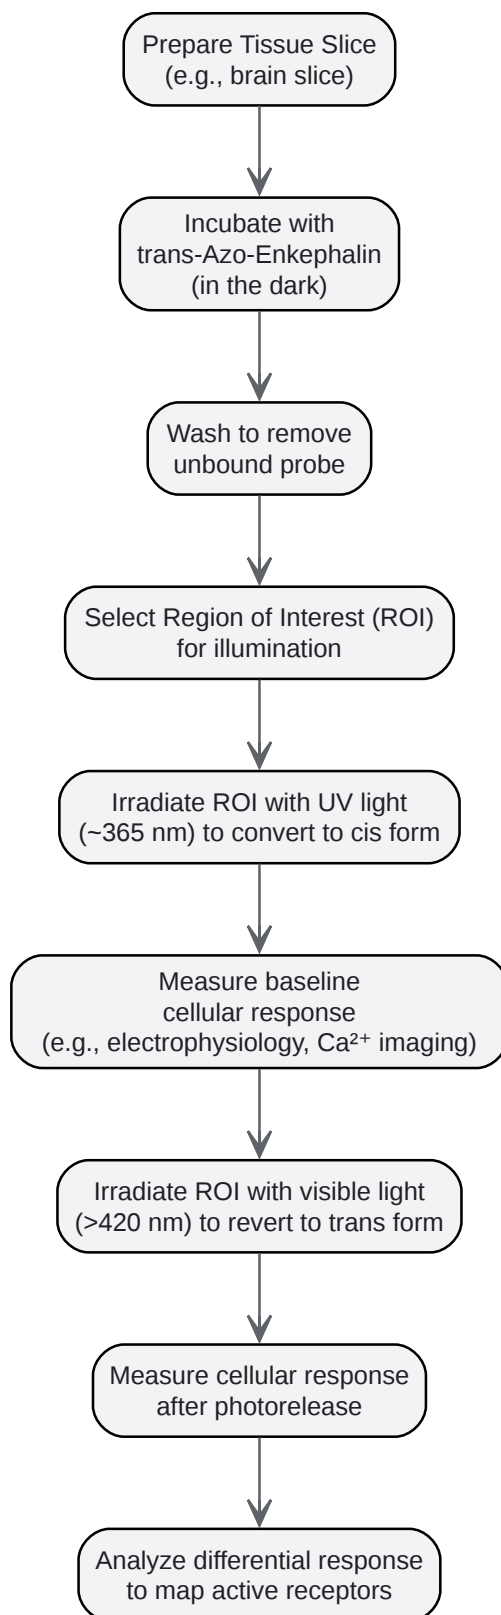 Prepare Tissue Slice
(e.g., brain slice)
Incubate with
trans-Azo-Enkephalin
(in the dark)
Wash to remove
unbound probe
Select Region of Interest (ROI)
for illumination
Irradiate ROI with UV light
(~365 nm) to convert to cis form
Measure baseline
cellular response
(e.g., electrophysiology, Ca²⁺ imaging)
Irradiate ROI with visible light
(>420 nm) to revert to trans form
Measure cellular response
after photorelease
Analyze differential response
to map active receptors